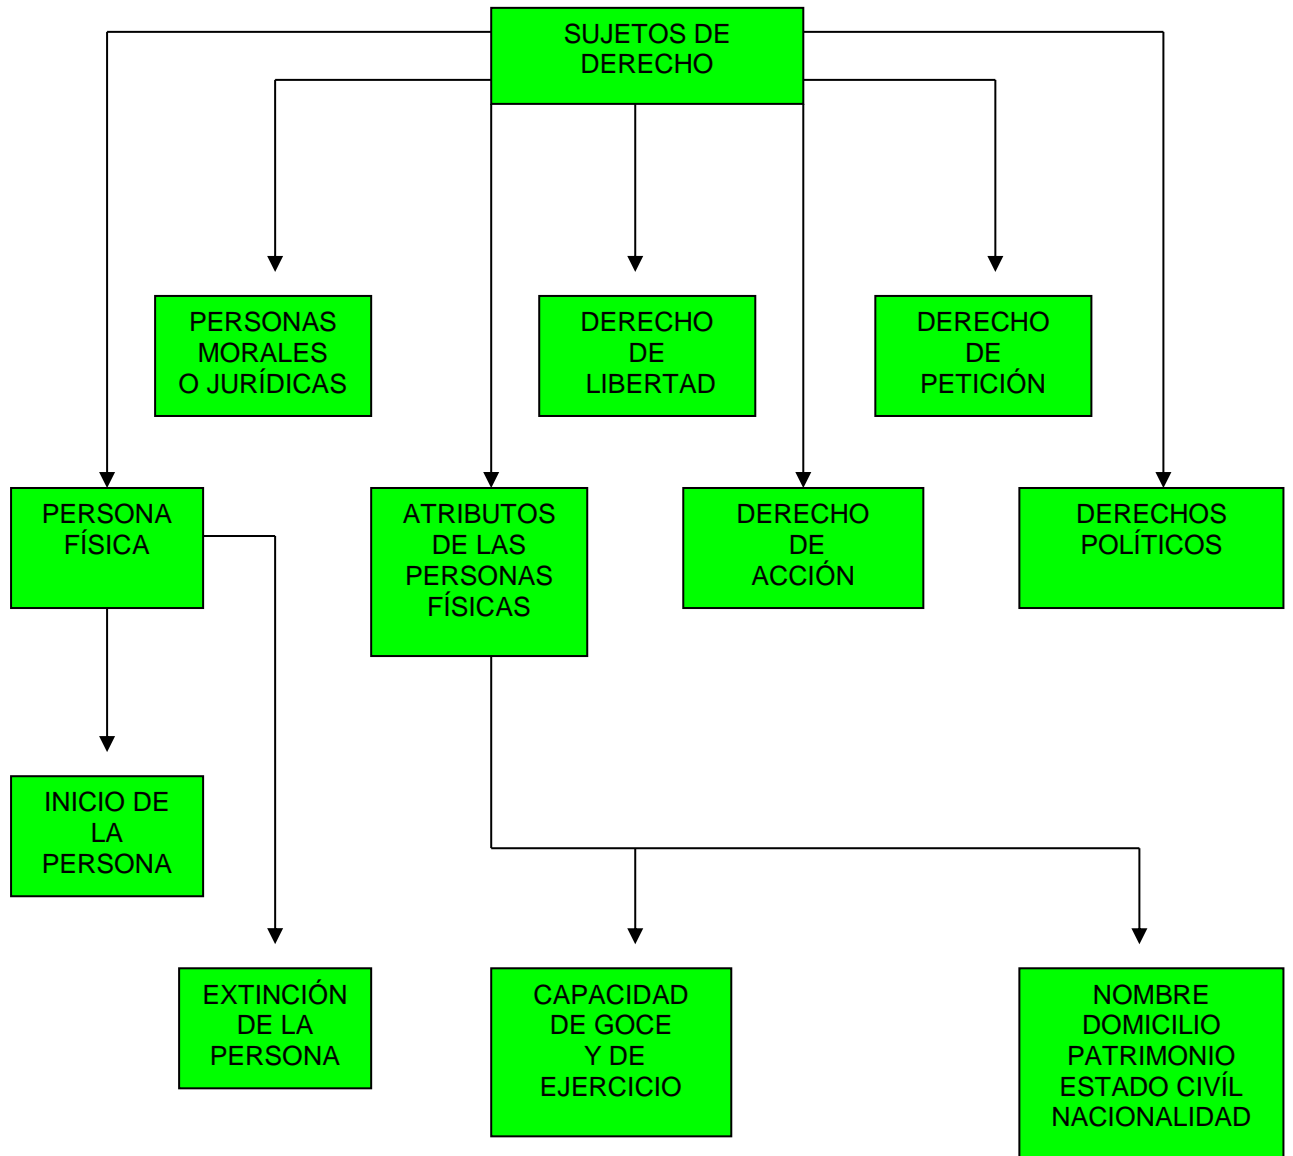 SUJETOS DE
DERECHO
PERSONAS
MORALES
O JURÍDICAS
DERECHO
DE
LIBERTAD
DERECHO
DE
PETICIÓN
PERSONA
FÍSICA
ATRIBUTOS
DE LAS
PERSONAS
FÍSICAS
DERECHO
DE
ACCIÓN
DERECHOS
POLÍTICOS
INICIO DE
LA
PERSONA
EXTINCIÓN
DE LA
PERSONA
CAPACIDAD
DE GOCE
Y DE
EJERCICIO
NOMBRE
DOMICILIO
PATRIMONIO
ESTADO CIVÍL
NACIONALIDAD